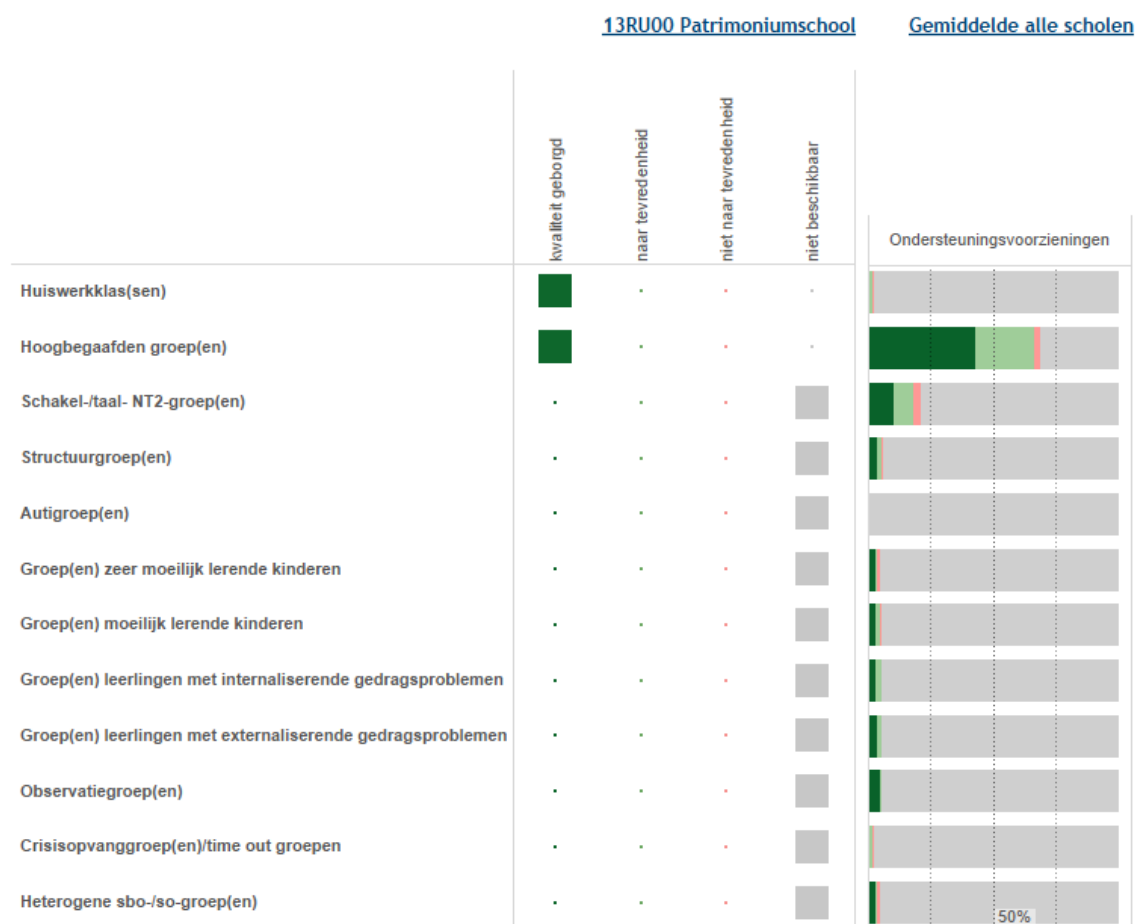 13RU00 Patrimoniumschool
Gemiddelde alle scholen
kwaliteit geborgd
naar tevredenheid
niet naar tevredenheid
niet beschikbaar
Ondersteuningsvoorzieningen
Huiswerkklas(sen)
Hoogbegaafden groep(en)
Schakel-/taal- NT2-groep(en)
Structuurgroep(en)
Autigroep(en)
Groep(en) zeer moeilijk lerende kinderen
Groep(en) moeilijk lerende kinderen
Groep(en) leerlingen met internaliserende gedragsproblemen
Groep(en) leerlingen met externaliserende gedragsproblemen
Observatiegroep(en)
Crisisopvanggroep(en)/time out groepen
Heterogene sbo-/so-groep(en)
50%